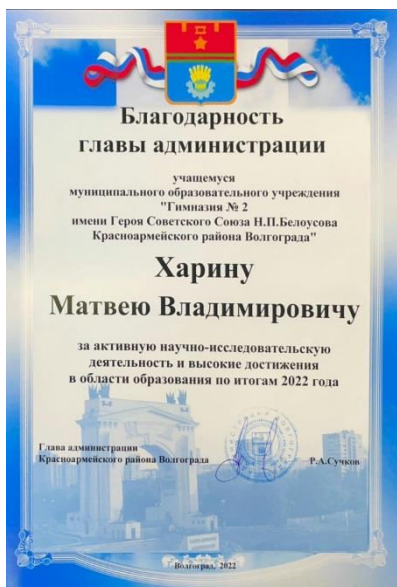 Благодарность
главы администрации
учащемуся
муниципального образовательного учреждения
"Гимназия № 2
имени Героя Советского Союза Н.П.Белоусова
Красноармейского района Волгограда"
Харину
Матвею Владимировичу
за активную научно-исследовательскую
деятельность и высокие достижения
в области образования по итогам 2022 года
Глава администрации
Красноармейского района Волгограда
Р.А.Сучков
Волгоград, 2022